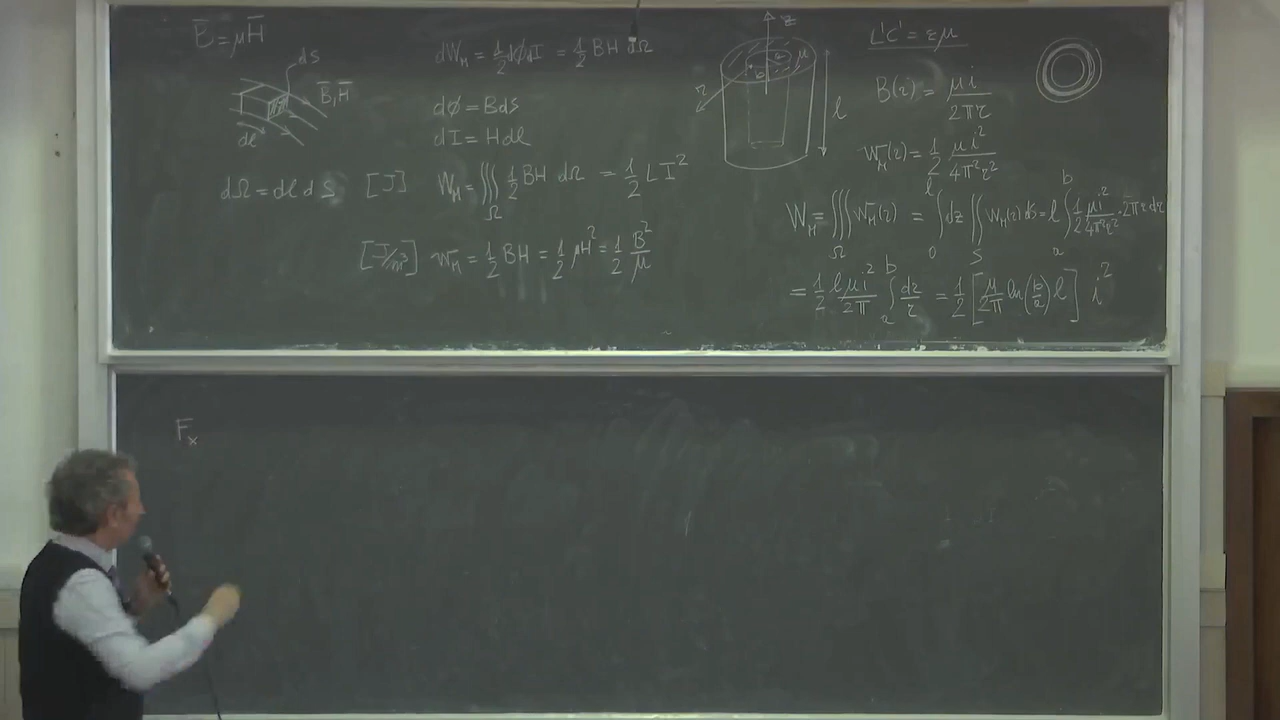 B̄ = μH̄
ds
B̄, H̄
dl
dΩ = dl dS
dW_H = ½ dϕ dI = ½ BH dΩ
dϕ = Bds
dI = Hdl
[J] W_H = ∭_Ω ½ BH dΩ = ½ L I²
[J/m³] w_H = ½ BH = ½ μH² = ½ B²/μ
z
r
a
b
μ
l
L'C' = εμ
B(r) = μi/2πr
w_H(r) = ½ μi²/4π²r²
W_H = ∭_Ω w_H(r) = ∫₀^l dz ∬_S w_H(r) ds = l ∫_a^b ½ μi²/4π²r² · 2πr dr
= ½ lμi²/2π ∫_a^b dr/r = ½ [μ/2π ln(b/a) l] i²
F_x